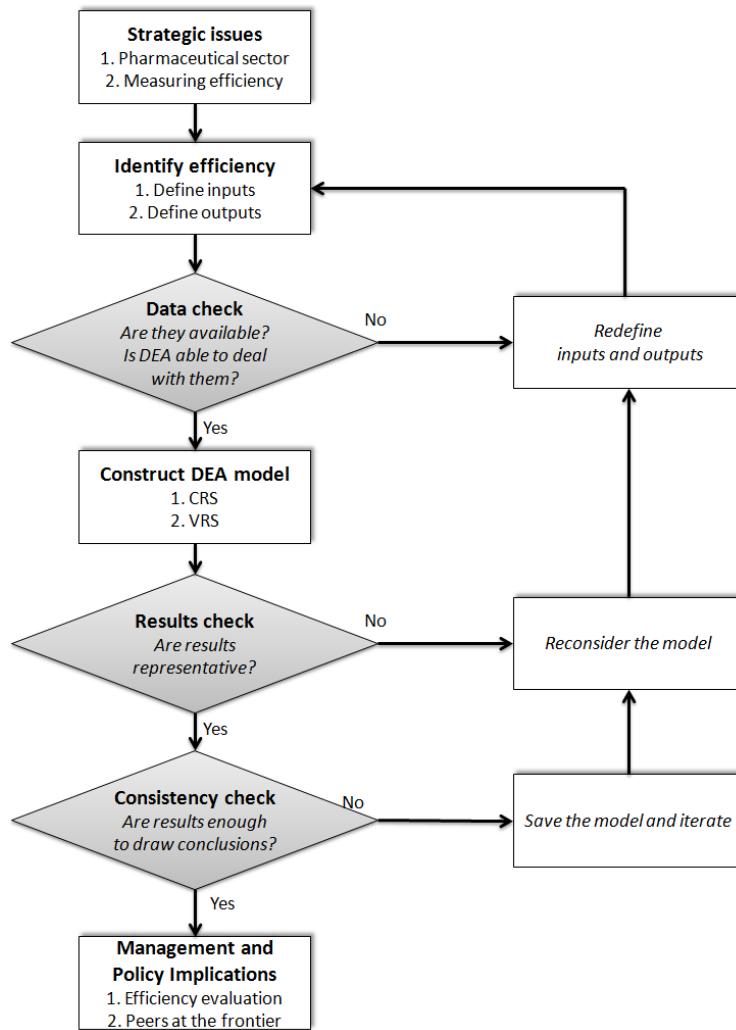 Strategic issues
1. Pharmaceutical sector
2. Measuring efficiency
Identify efficiency
1. Define inputs
2. Define outputs
Data check
Are they available?
Is DEA able to deal
with them?
No
Redefine
inputs and outputs
Yes
Construct DEA model
1. CRS
2. VRS
Results check
Are results
representative?
No
Reconsider the model
Yes
Consistency check
Are results enough
to draw conclusions?
No
Save the model and iterate
Yes
Management and
Policy Implications
1. Efficiency evaluation
2. Peers at the frontier